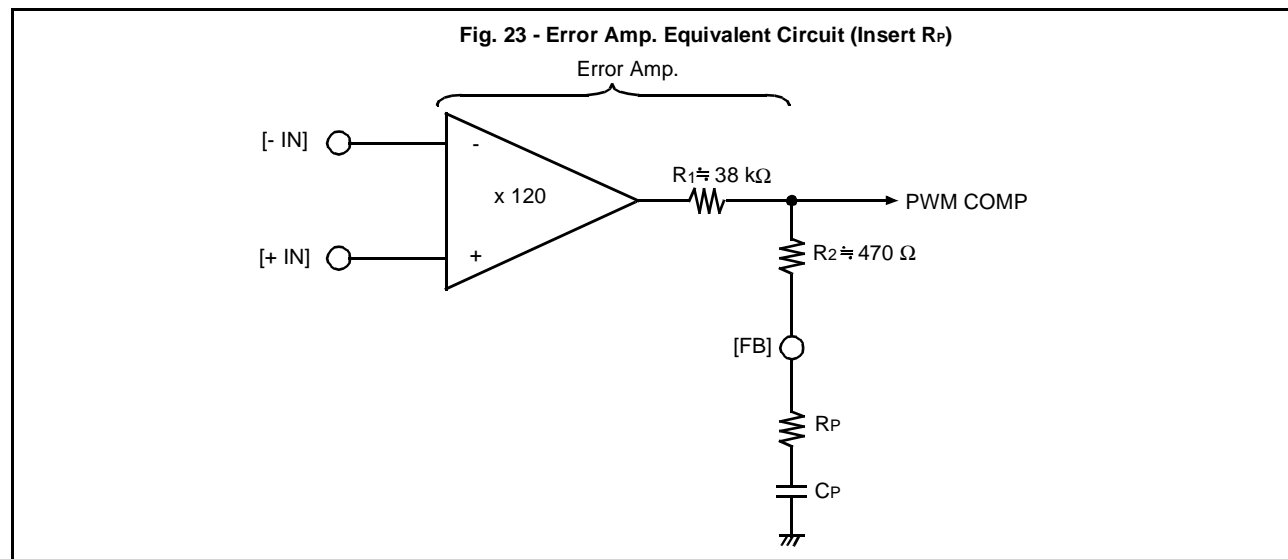 Fig. 23 - Error Amp. Equivalent Circuit (Insert RP)
Error Amp.
[- IN]
-
R1≒ 38 kΩ
x 120
PWM COMP
[+ IN]
+
R2≒ 470 Ω
[FB]
RP
CP